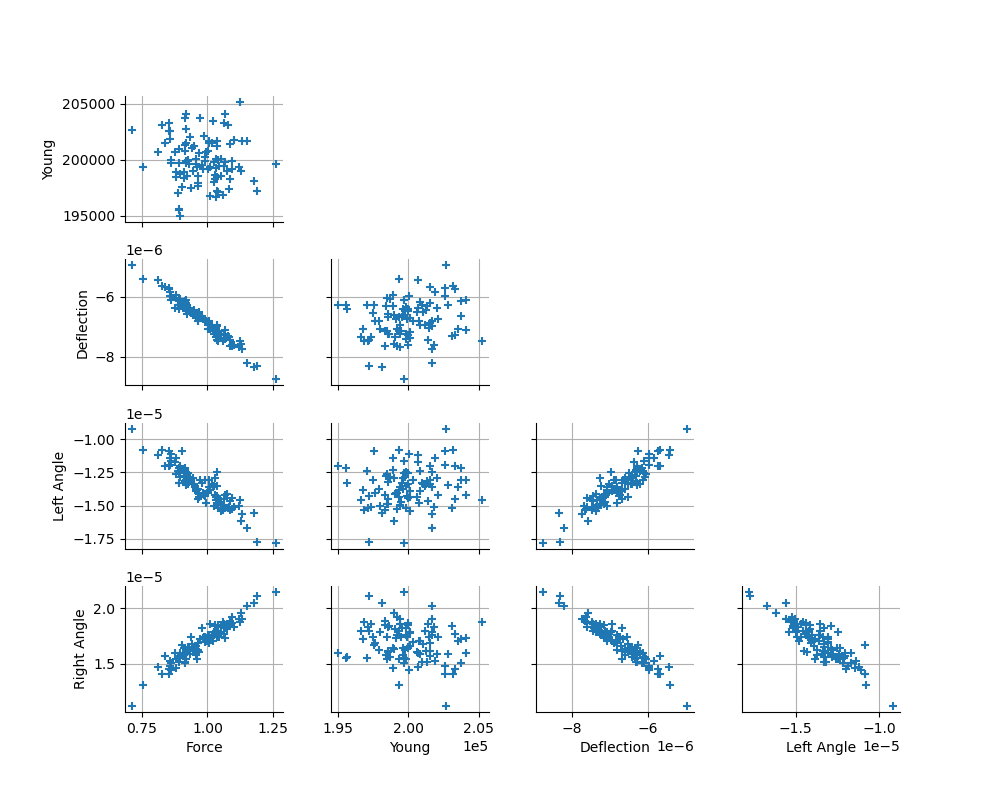 205000
200000
195000
Young
1e−6
−6
−8
Deflection
1e−5
−1.00
−1.25
−1.50
−1.75
Left Angle
1e−5
2.0
1.5
Right Angle
0.75 1.00 1.25
Force
1.95 2.00 2.05
Young 1e5
−8 −6
Deflection 1e−6
−1.5 −1.0
Left Angle 1e−5